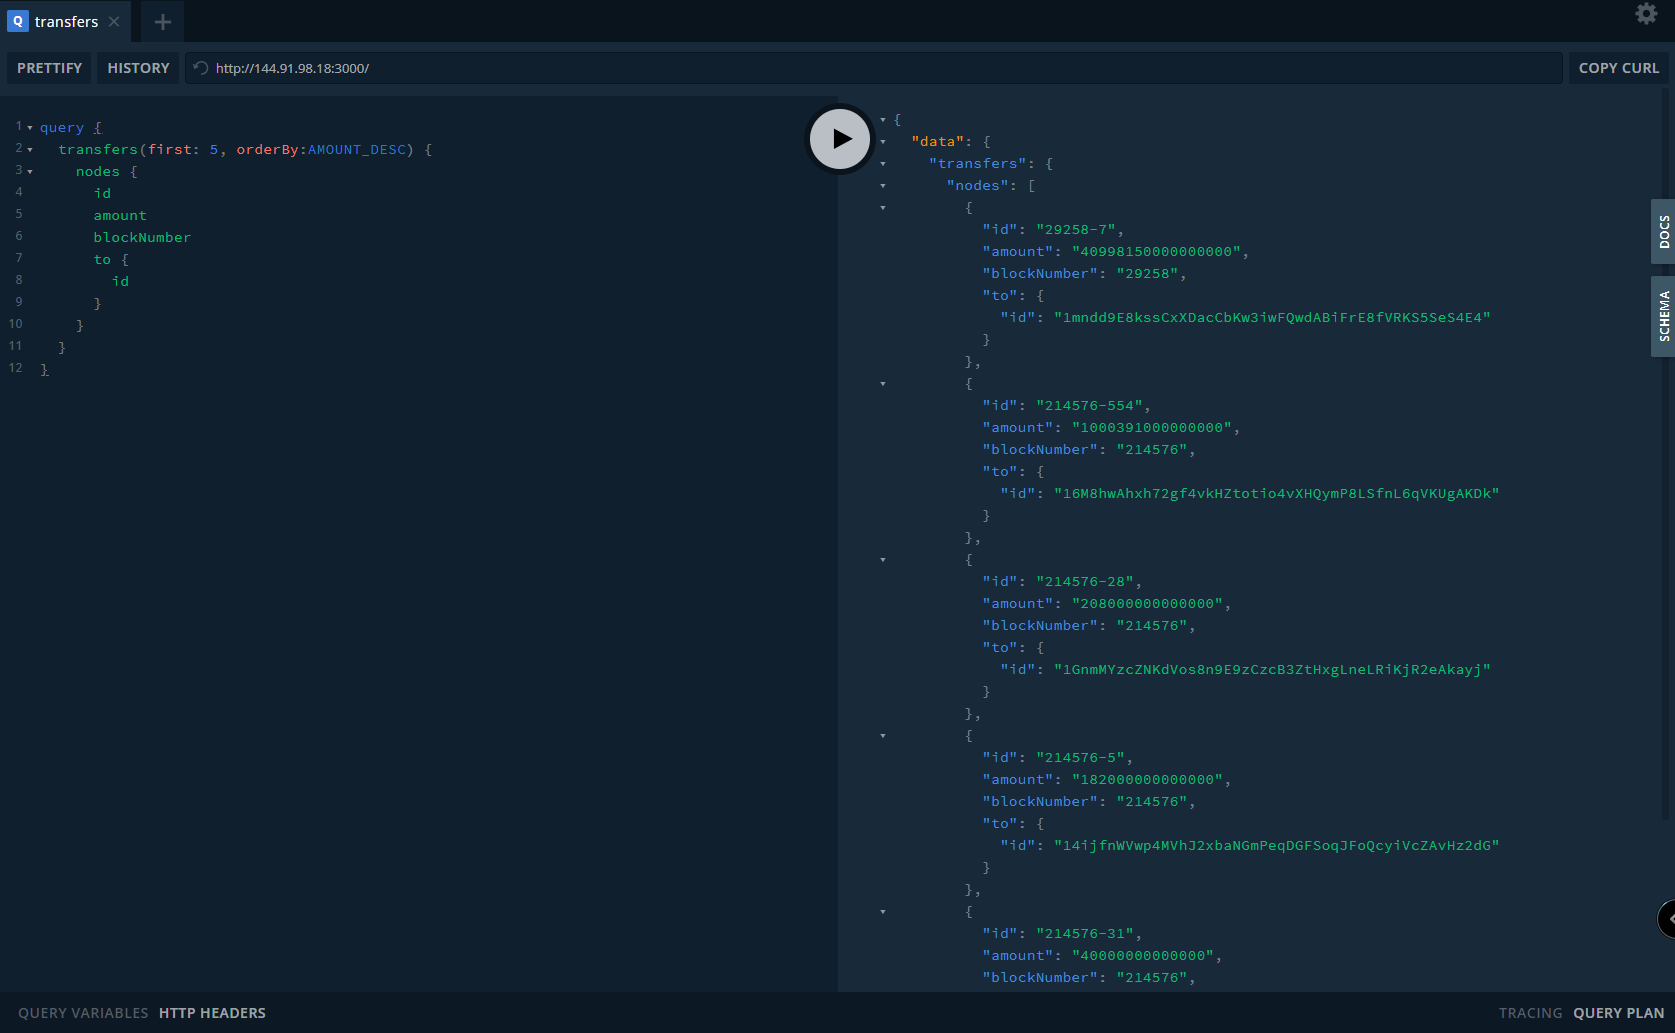 Q transfers
PRETTIFY HISTORY http://144.91.98.18:3000/ COPY CURL
1 query {
2 transfers(first: 5, orderBy:AMOUNT_DESC) {
3 nodes {
4 id
5 amount
6 blockNumber
7 to {
8 id
9 }
10 }
11 }
12 }
{
"data": {
"transfers": {
"nodes": [
{
"id": "29258-7",
"amount": "40998150000000000",
"blockNumber": "29258",
"to": {
"id": "1mndd9E8kssCxXDacCbKw3iwFQwdABiFrE8fVRKS5SeS4E4"
}
},
{
"id": "214576-554",
"amount": "1000391000000000",
"blockNumber": "214576",
"to": {
"id": "16M8hwAhxh72gf4vkHZtotio4vXHQymP8LSfnL6qVKUgAKDk"
}
},
{
"id": "214576-28",
"amount": "208000000000000",
"blockNumber": "214576",
"to": {
"id": "1GnmMYzcZNKdVos8n9E9zCzcB3ZtHxgLneLRiKjR2eAkayj"
}
},
{
"id": "214576-5",
"amount": "182000000000000",
"blockNumber": "214576",
"to": {
"id": "14ijfnWVwp4MVhJ2xbaNGmPeqDGFSoqJFoQcyiVcZAvHz2dG"
}
},
{
"id": "214576-31",
"amount": "40000000000000",
"blockNumber": "214576",
DOCS
SCHEMA
QUERY VARIABLES HTTP HEADERS
TRACING QUERY PLAN